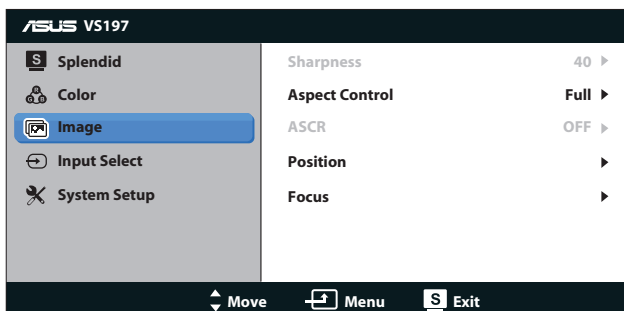 ASUS VS197
S Splendid
Color
Image
Input Select
System Setup
Sharpness 40
Aspect Control Full
ASCR OFF
Position
Focus
Move Menu S Exit